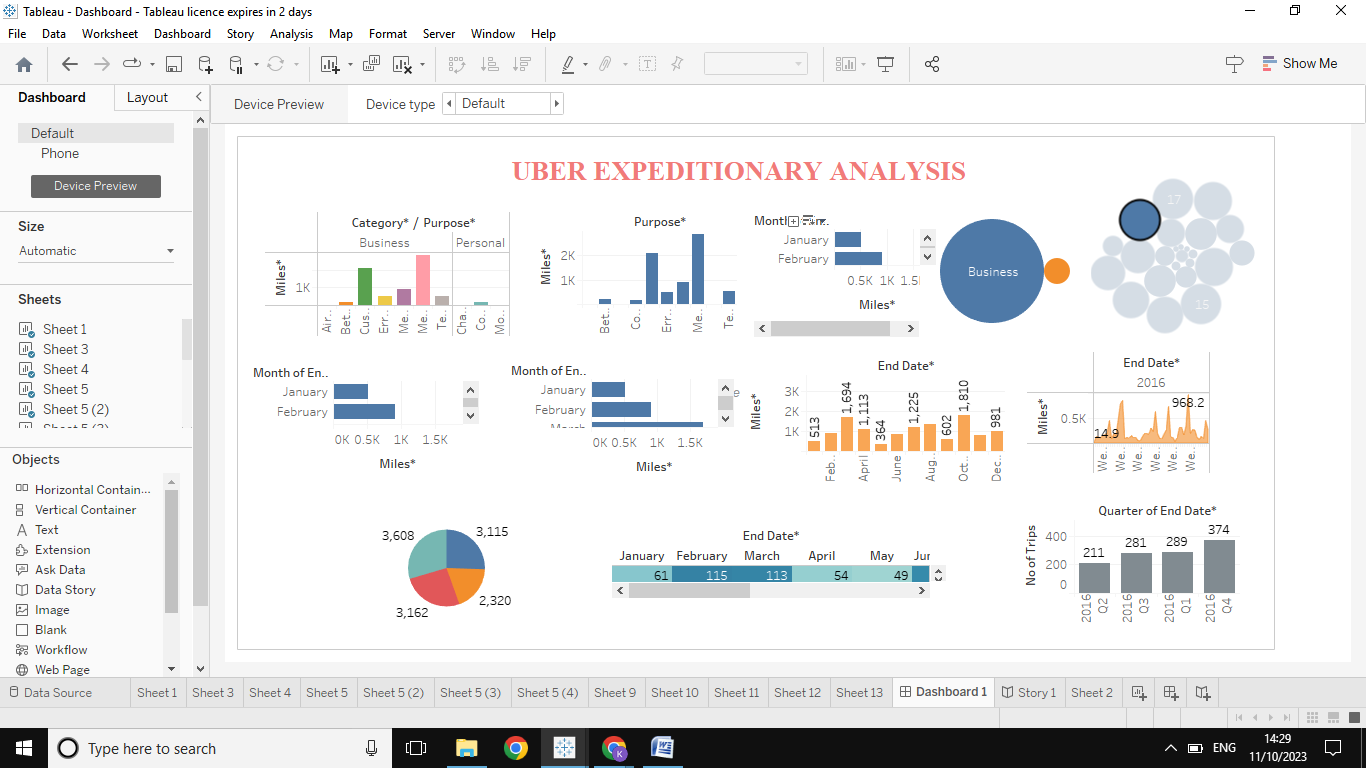 Tableau - Dashboard - Tableau licence expires in 2 days
File Data Worksheet Dashboard Story Analysis Map Format Server Window Help
Show Me
Dashboard Layout
Device Preview Device type Default
Default
Phone
Device Preview
Size
Automatic
Sheets
Sheet 1
Sheet 3
Sheet 4
Sheet 5
Sheet 5 (2)
Objects
Horizontal Contain...
Vertical Container
Text
Extension
Ask Data
Data Story
Image
Blank
Workflow
Web Page
UBER EXPEDITIONARY ANALYSIS
Category* / Purpose*
Business Personal
Miles*
1K
Air.. Bet.. Cus.. Err.. Me.. Me.. Te.. Cha.. Co.. Mo..
Purpose*
Miles*
2K
1K
Bet.. Co.. Err.. Me.. Te..
January
February
0.5K 1K 1.5
Miles*
Business
17
15
Month of En..
January
February
0K 0.5K 1K 1.5K
Miles*
Month of En..
January
February
0K 0.5K 1K 1.5K
Miles*
End Date*
Miles*
3K
2K
1K
513 1,694 1,113 364 1,225 602 1,810 981
Feb.. April June Aug.. Oct.. Dec..
End Date*
2016
Miles*
0.5K
968.2
14.9
We.. We.. We.. We.. We.. We..
3,608 3,115
3,162 2,320
End Date*
January February March April May Jur
61 115 113 54 49
Quarter of End Date*
No of Trips
400
200
0
211 281 289 374
2016 Q2 2016 Q3 2016 Q1 2016 Q4
Data Source Sheet 1 Sheet 3 Sheet 4 Sheet 5 Sheet 5 (2) Sheet 5 (3) Sheet 5 (4) Sheet 9 Sheet 10 Sheet 11 Sheet 12 Sheet 13 Dashboard 1 Story 1 Sheet 2
Type here to search
ENG
14:29
11/10/2023